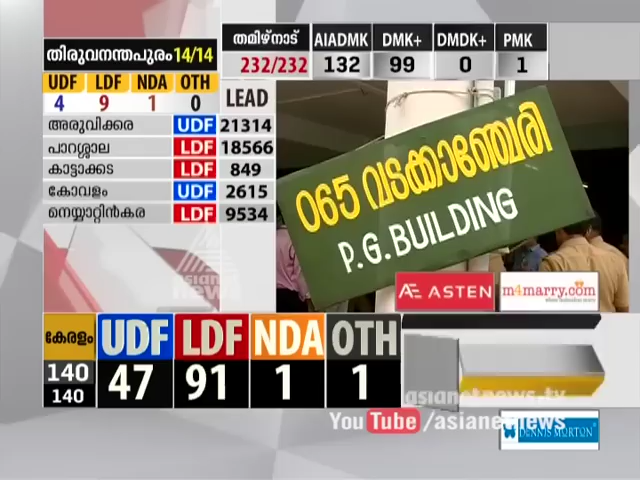 തിരുവനന്തപുരം 14/14
UDF LDF NDA OTH
4 9 1 0 LEAD
അരുവിക്കര UDF 21314
പാറശ്ശാല LDF 18566
കാട്ടാക്കട LDF 849
കോവളം UDF 2615
നെയ്യാറ്റിൻകര LDF 9534
തമിഴ്നാട് AIADMK DMK+ DMDK+ PMK
232/232 132 99 0 1
065 വടക്കാഞ്ചേരി
P.G. BUILDING
asianet news
AE ASTEN
m4marry.com
കേരളം UDF LDF NDA OTH
140 47 91 1 1
140
asianetnews.tv
YouTube /asianetnews
DENNIS MORTON